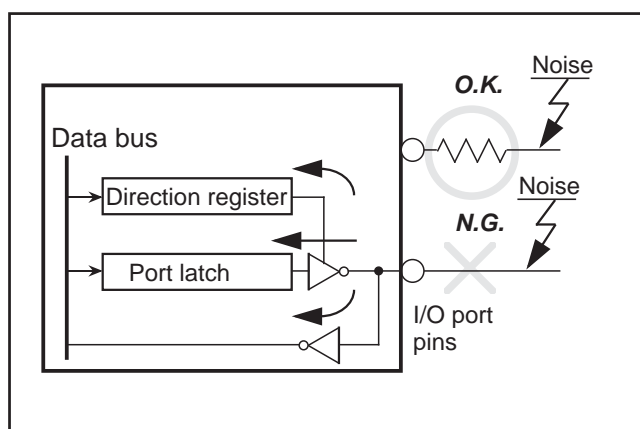 Noise
O.K.
Data bus
Direction register
Noise
N.G.
Port latch
I/O port
pins